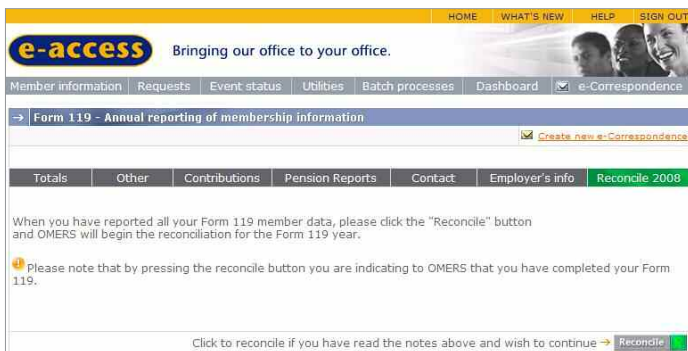 HOME WHAT'S NEW HELP SIGN OUT
e-access Bringing our office to your office.
Member information Requests Event status Utilities Batch processes Dashboard e-Correspondence
Form 119 - Annual reporting of membership information
Create new e-Correspondence
Totals Other Contributions Pension Reports Contact Employer's info Reconcile 2008
When you have reported all your Form 119 member data, please click the "Reconcile" button
and OMERS will begin the reconciliation for the Form 119 year.
Please note that by pressing the reconcile button you are indicating to OMERS that you have completed your Form
119.
Click to reconcile if you have read the notes above and wish to continue → Reconcile